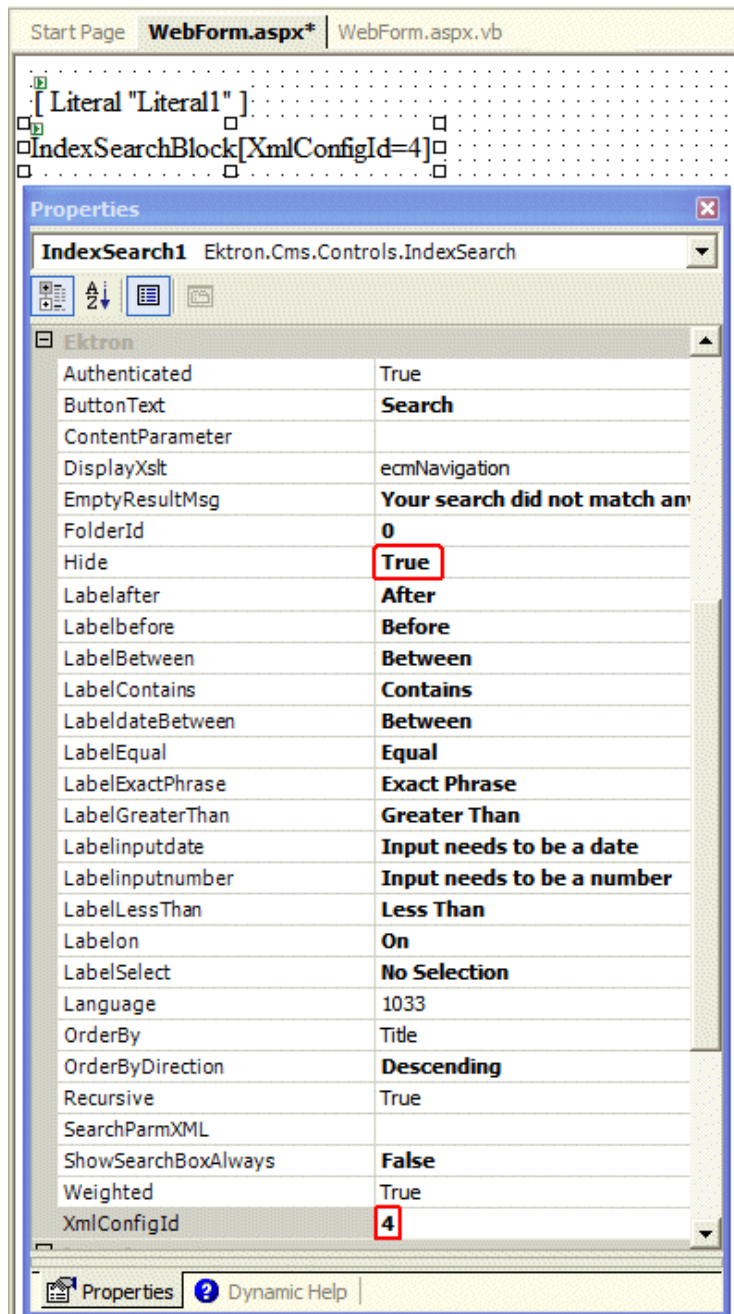 Start Page WebForm.aspx* WebForm.aspx.vb
[ Literal "Literal1" ]
IndexSearchBlock[XmlConfigId=4]
Properties
IndexSearch1 Ektron.Cms.Controls.IndexSearch
Ektron
Authenticated True
ButtonText Search
ContentParameter
DisplayXslt ecmNavigation
EmptyResultMsg Your search did not match any
FolderId 0
Hide True
Labelafter After
Labelbefore Before
LabelBetween Between
LabelContains Contains
LabeldateBetween Between
LabelEqual Equal
LabelExactPhrase Exact Phrase
LabelGreaterThan Greater Than
Labelinputdate Input needs to be a date
Labelinputnumber Input needs to be a number
LabelLessThan Less Than
Labelon On
LabelSelect No Selection
Language 1033
OrderBy Title
OrderByDirection Descending
Recursive True
SearchParmXML
ShowSearchBoxAlways False
Weighted True
XmlConfigId 4
Properties Dynamic Help